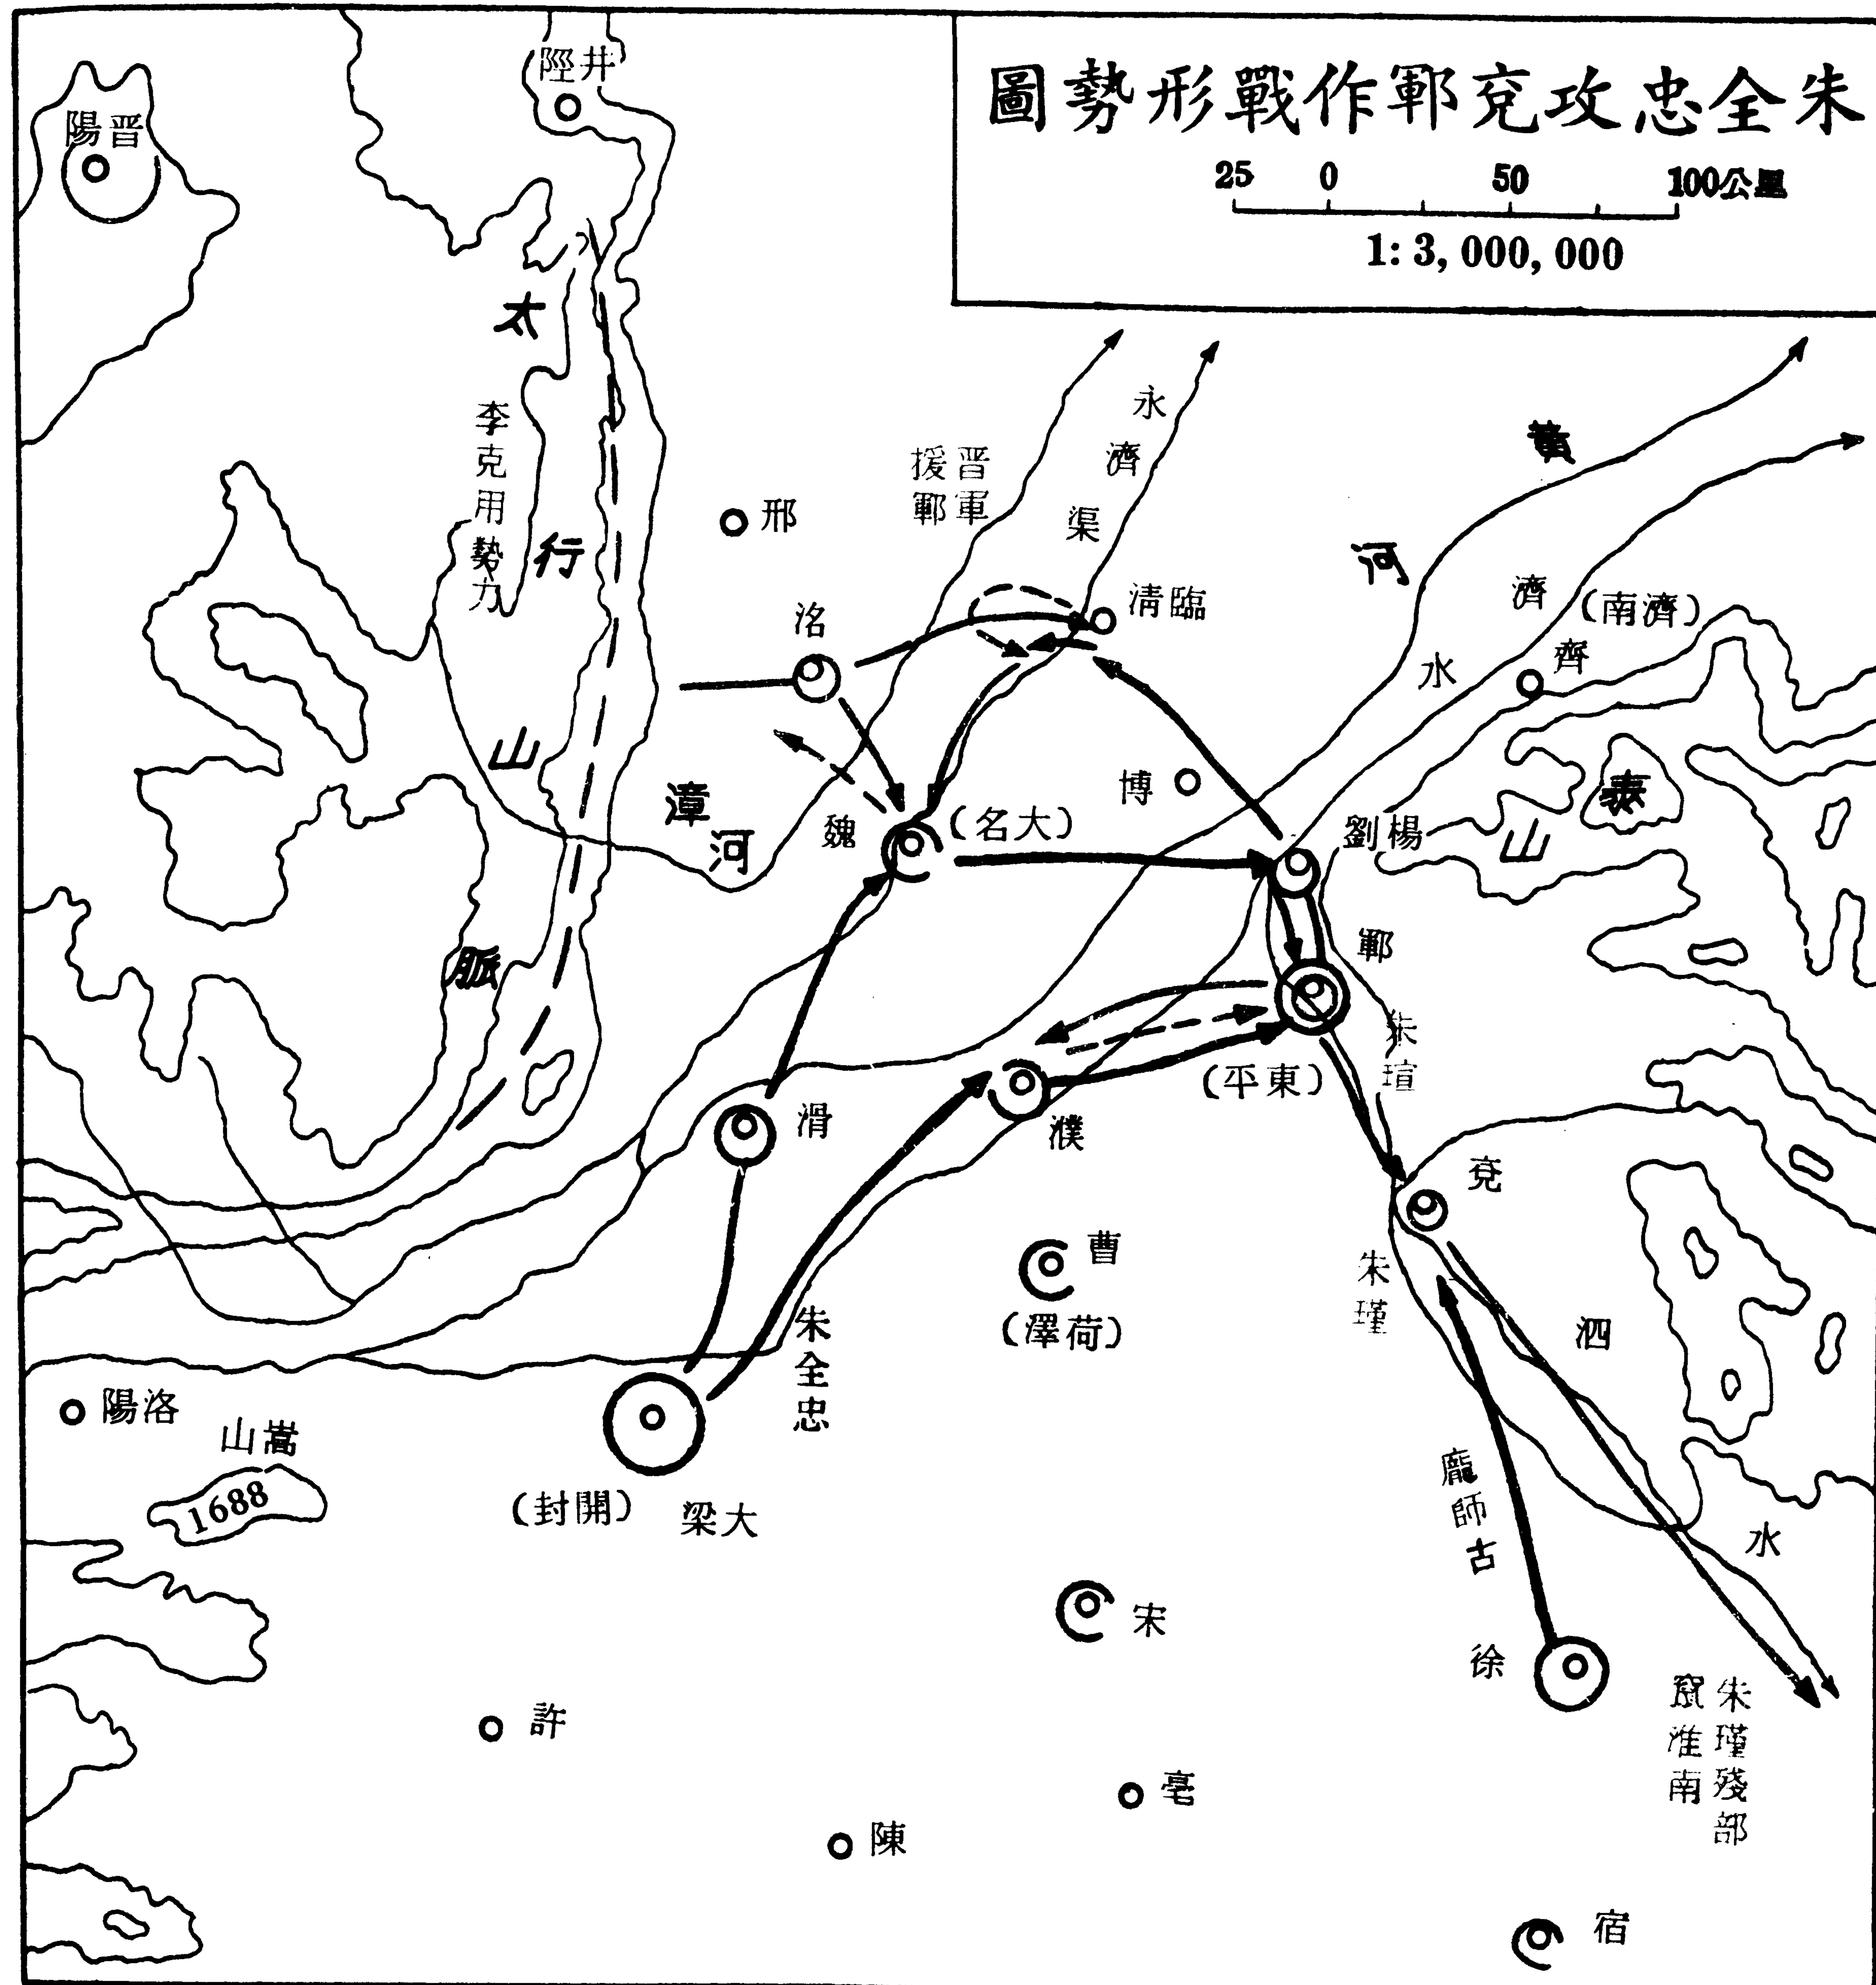 朱全忠攻兗鄆作戰形勢圖
25 0 50 100公里
1: 3, 000, 000
井陘
晋陽
太行山脈
李克用勢力
邢
晋軍援鄆
永濟渠
黃河
濟水
(南濟)
齊
臨清
洺
漳河
魏
(大名)
博
楊劉
泰山
鄆
朱瑄
(東平)
滑
濮
兗
朱瑾
曹
(荷澤)
泗水
朱全忠
洛陽
嵩山
1688
(開封)
大梁
龐師古
宋
徐
朱瑾殘部竄淮南
許
亳
陳
宿